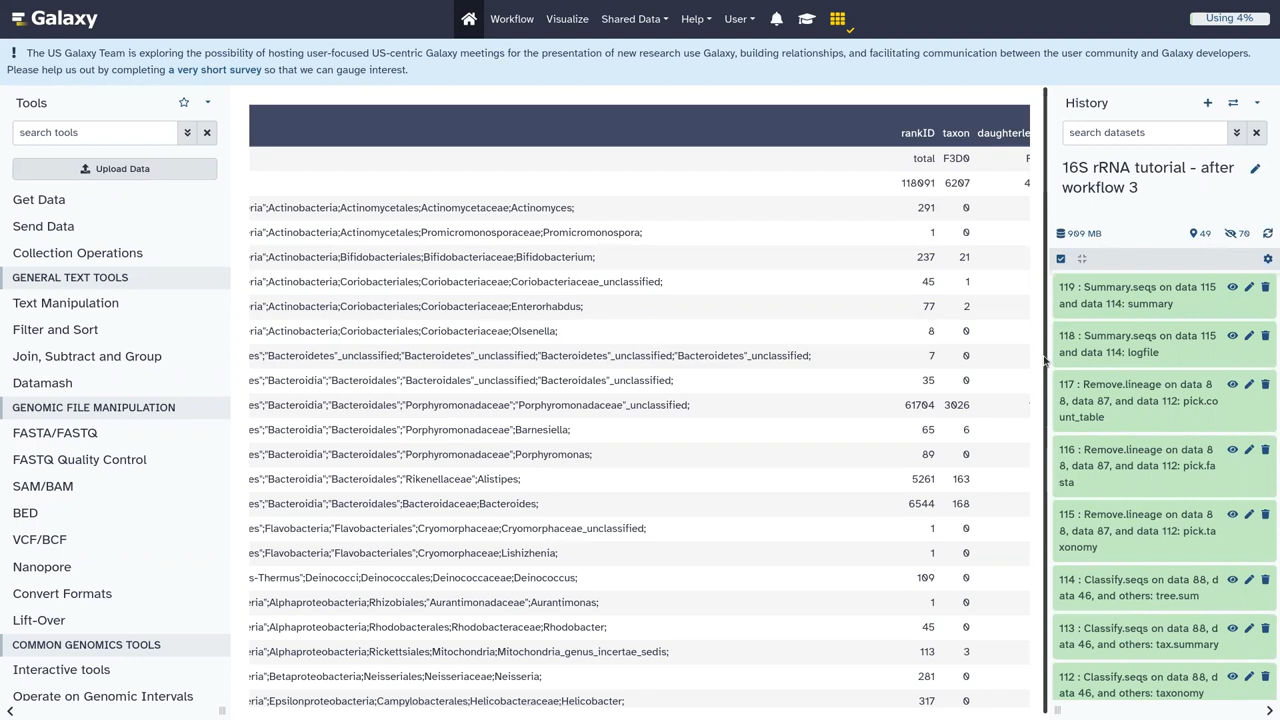 Galaxy
Workflow Visualize Shared Data Help User Using 4%
The US Galaxy Team is exploring the possibility of hosting user-focused US-centric Galaxy meetings for the presentation of new research use Galaxy, building relationships, and facilitating communication between the user community and Galaxy developers.
Please help us out by completing a very short survey so that we can gauge interest.
Tools
search tools
Upload Data
Get Data
Send Data
Collection Operations
GENERAL TEXT TOOLS
Text Manipulation
Filter and Sort
Join, Subtract and Group
Datamash
GENOMIC FILE MANIPULATION
FASTA/FASTQ
FASTQ Quality Control
SAM/BAM
BED
VCF/BCF
Nanopore
Convert Formats
Lift-Over
COMMON GENOMICS TOOLS
Interactive tools
Operate on Genomic Intervals
rankID taxon daughterle
total F3D0 F
118091 6207 4
ria";Actinobacteria;Actinomycetales;Actinomycetaceae;Actinomyces; 291 0
ria";Actinobacteria;Actinomycetales;Promicromonosporaceae;Promicromonospora; 1 0
ria";Actinobacteria;Bifidobacteriales;Bifidobacteriaceae;Bifidobacterium; 237 21
ria";Actinobacteria;Coriobacteriales;Coriobacteriaceae;Coriobacteriaceae_unclassified; 45 1
ria";Actinobacteria;Coriobacteriales;Coriobacteriaceae;Enterorhabdus; 77 2
ria";Actinobacteria;Coriobacteriales;Coriobacteriaceae;Olsenella; 8 0
es";"Bacteroidetes"_unclassified;"Bacteroidetes"_unclassified;"Bacteroidetes"_unclassified;"Bacteroidetes"_unclassified; 7 0
es";"Bacteroidia";"Bacteroidales";"Bacteroidales"_unclassified;"Bacteroidales"_unclassified; 35 0
es";"Bacteroidia";"Bacteroidales";"Porphyromonadaceae";"Porphyromonadaceae"_unclassified; 61704 3026
es";"Bacteroidia";"Bacteroidales";"Porphyromonadaceae";Barnesiella; 65 6
es";"Bacteroidia";"Bacteroidales";"Porphyromonadaceae";Porphyromonas; 89 0
es";"Bacteroidia";"Bacteroidales";"Rikenellaceae";Alistipes; 5261 163
es";"Bacteroidia";"Bacteroidales";Bacteroidaceae;Bacteroides; 6544 168
es";Flavobacteria;"Flavobacteriales";Cryomorphaceae;Cryomorphaceae_unclassified; 1 0
es";Flavobacteria;"Flavobacteriales";Cryomorphaceae;Lishizhenia; 1 0
s-Thermus";Deinococci;Deinococcales;Deinococcaceae;Deinococcus; 109 0
ria";Alphaproteobacteria;Rhizobiales;"Aurantimonadaceae";Aurantimonas; 1 0
ria";Alphaproteobacteria;Rhodobacterales;Rhodobacteraceae;Rhodobacter; 45 0
ria";Alphaproteobacteria;Rickettsiales;Mitochondria;Mitochondria_genus_incertae_sedis; 113 3
ria";Betaproteobacteria;Neisseriales;Neisseriaceae;Neisseria; 281 0
ria";Epsilonproteobacteria;Campylobacterales;Helicobacteraceae;Helicobacter; 317 0
History
search datasets
16S rRNA tutorial - after
workflow 3
909 MB 49 70
119 : Summary.seqs on data 115
and data 114: summary
118 : Summary.seqs on data 115
and data 114: logfile
117 : Remove.lineage on data 8
8, data 87, and data 112: pick.co
unt_table
116 : Remove.lineage on data 8
8, data 87, and data 112: pick.fa
sta
115 : Remove.lineage on data 8
8, data 87, and data 112: pick.ta
xonomy
114 : Classify.seqs on data 88, d
ata 46, and others: tree.sum
113 : Classify.seqs on data 88, d
ata 46, and others: tax.summary
112 : Classify.seqs on data 88, d
ata 46, and others: taxonomy